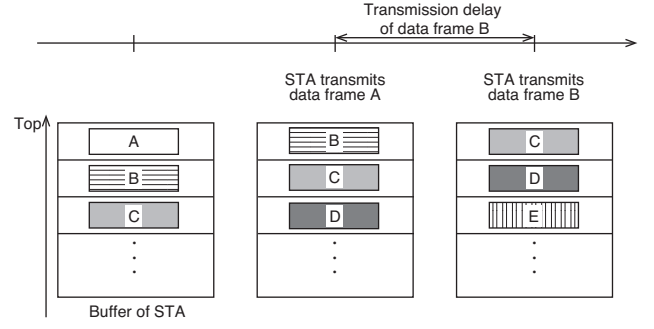 Transmission delay
of data frame B
STA transmits
data frame A
STA transmits
data frame B
Top
A
B
C
B
C
D
C
D
E
Buffer of STA